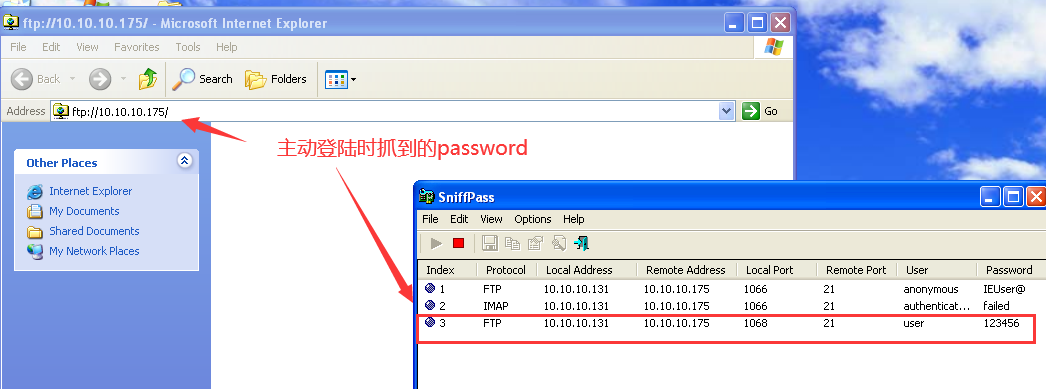 ftp://10.10.10.175/ - Microsoft Internet Explorer
File Edit View Favorites Tools Help
Back Search Folders
Address ftp://10.10.10.175/ Go
主动登陆时抓到的password
Other Places
Internet Explorer
My Documents
Shared Documents
My Network Places
SniffPass
File Edit View Options Help
Index Protocol Local Address Remote Address Local Port Remote Port User Password
1 FTP 10.10.10.131 10.10.10.175 1066 21 anonymous IEUser@
2 IMAP 10.10.10.131 10.10.10.175 1066 21 authenticat... failed
3 FTP 10.10.10.131 10.10.10.175 1068 21 user 123456